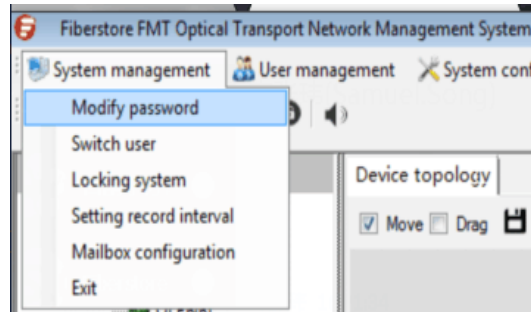 Fiberstore FMT Optical Transport Network Management System
System management User management System conf
Modify password
Switch user
Locking system
Setting record interval
Mailbox configuration
Exit
Device topology
Move Drag